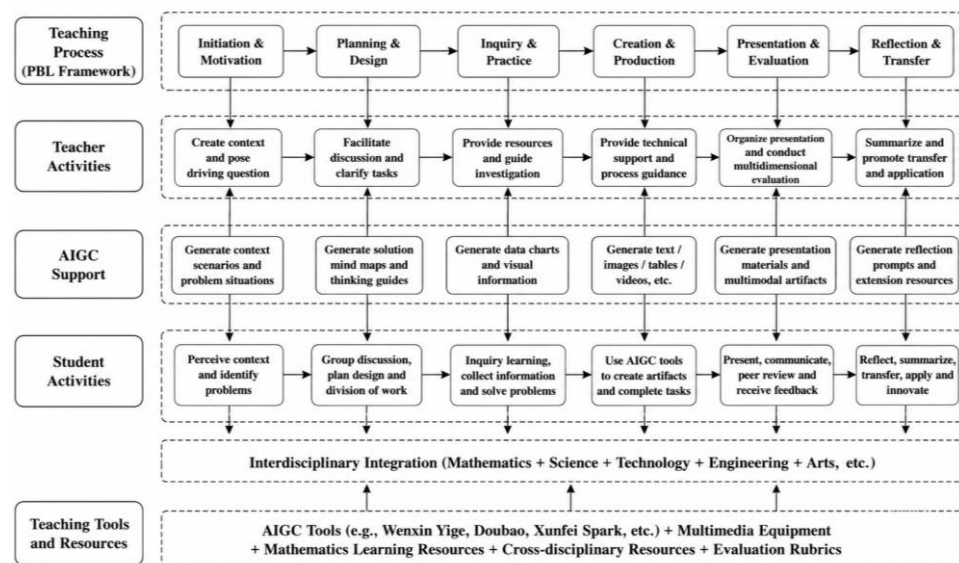 Teaching
Process
(PBL Framework)
Initiation &
Motivation
Planning &
Design
Inquiry &
Practice
Creation &
Production
Presentation &
Evaluation
Reflection &
Transfer
Teacher
Activities
Create context
and pose
driving question
Facilitate
discussion and
clarify tasks
Provide resources
and guide
investigation
Provide technical
support and
process guidance
Organize presentation
and conduct
multidimensional
evaluation
Summarize and
promote transfer
and application
AIGC
Support
Generate context
scenarios and
problem situations
Generate solution
mind maps and
thinking guides
Generate data charts
and visual
information
Generate text /
images / tables /
videos, etc.
Generate presentation
materials and
multimodal artifacts
Generate reflection
prompts and
extension resources
Student
Activities
Perceive context
and identify
problems
Group discussion,
plan design and
division of work
Inquiry learning,
collect information
and solve problems
Use AIGC tools
to create artifacts
and complete tasks
Present, communicate,
peer review and
receive feedback
Reflect, summarize,
transfer, apply and
innovate
Interdisciplinary Integration (Mathematics + Science + Technology + Engineering + Arts, etc.)
Teaching Tools
and Resources
AIGC Tools (e.g., Wenxin Yige, Doubao, Xunfei Spark, etc.) + Multimedia Equipment
+ Mathematics Learning Resources + Cross-disciplinary Resources + Evaluation Rubrics